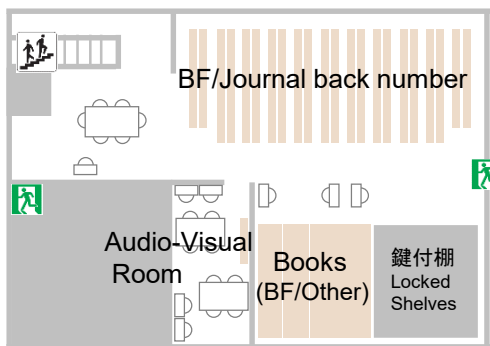 BF/Journal back number
Audio-Visual
Room
Books
(BF/Other)
鍵付棚
Locked
Shelves